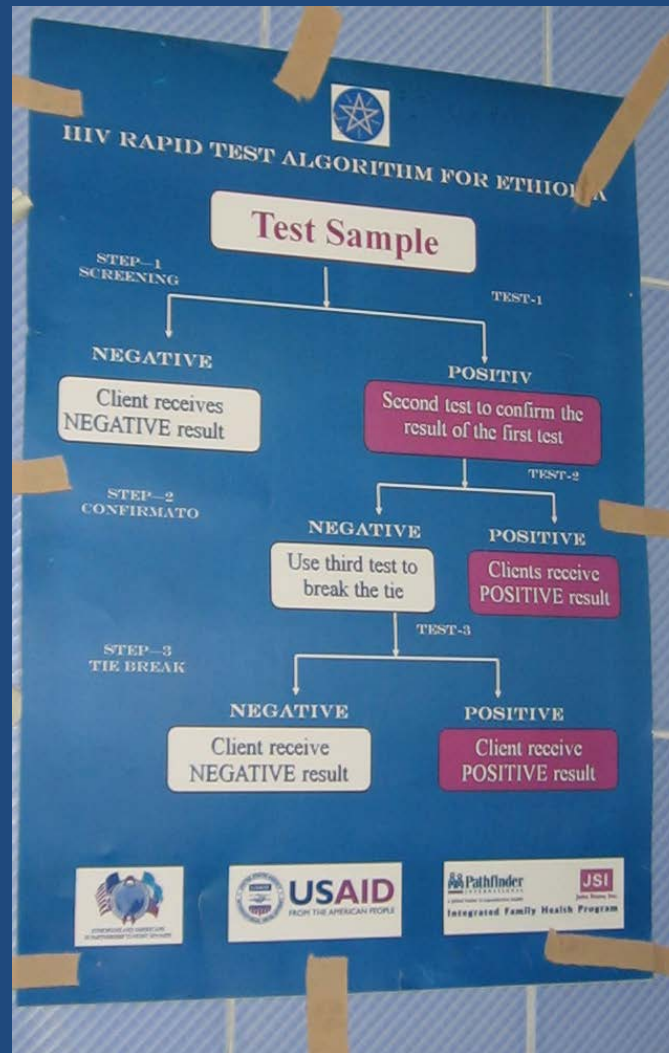 HIV RAPID TEST ALGORITHM FOR ETHIOPIA
Test Sample
STEP—1
SCREENING
TEST-1
NEGATIVE
Client receives
NEGATIVE result
POSITIV
Second test to confirm the
result of the first test
TEST-2
STEP—2
CONFIRMATO
NEGATIVE
Use third test to
break the tie
POSITIVE
Clients receive
POSITIVE result
TEST-3
STEP—3
TIE BREAK
NEGATIVE
Client receive
NEGATIVE result
POSITIVE
Client receive
POSITIVE result
USAID
FROM THE AMERICAN PEOPLE
Pathfinder
INTERNATIONAL
JSI
Integrated Family Health Program